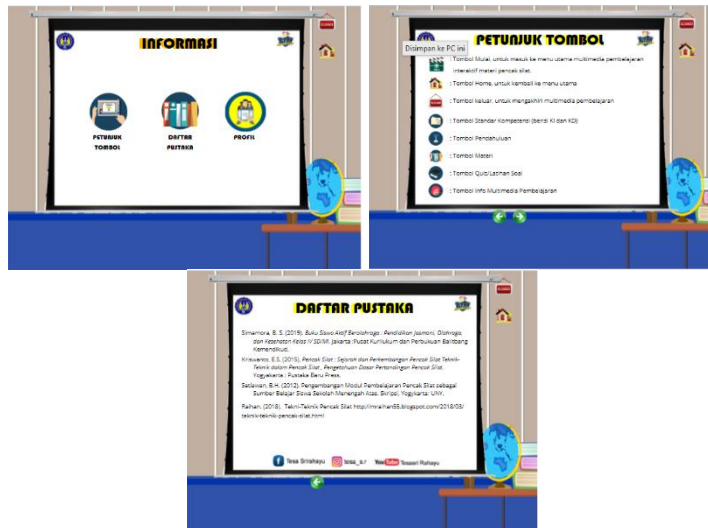 INFORMASI
PETUNJUK
TOMBOL
DAFTAR
PUSTAKA
PROFIL
PETUNJUK TOMBOL
Disimpan ke PC ini
: Tombol Mulai, untuk masuk ke menu utama multimedia pembelajaran
interaktif materi pencak silat.
: Tombol Home, untuk kembali ke menu utama
: Tombol keluar, untuk mengakhiri multimedia pembelajaran
: Tombol Standar Kompetensi (berisi KI dan KD)
: Tombol Pendahuluan
: Tombol Materi
: Tombol Quis/Latihan Soal
: Tombol Info Multimedia Pembelajaran
DAFTAR PUSTAKA
Simamora, B. S. (2019). Buku Siswa Aktif Berolahraga : Pendidikan Jasmani, Olahraga,
dan Kesehatan Kelas IV SD/MI. Jakarta :Pusat Kurikulum dan Perbukuan Balitbang
Kemendikud.
Kriswanto, E.S. (2015). Pencak Silat : Sejarah dan Perkembangan Pencak Silat Teknik-
Teknik dalam Pencak Silat , Pengetahuan Dasar Pertandingan Pencak Silat.
Yogyakarta : Pustaka Baru Press.
Setiawan, B.H. (2012). Pengembangan Modul Pembelajaran Pencak Silat sebagai
Sumber Belajar Siswa Sekolah Menengah Atas. Skripsi, Yogykarta: UNY.
Raihan. (2018). Tekni-Teknik Pencak Silat http://imraihan55.blogspot.com/2018/03/
teknik-teknik-pencak-silat.html
Tesa Srirahayu tesa_s.r YouTube Tesasri Rahayu